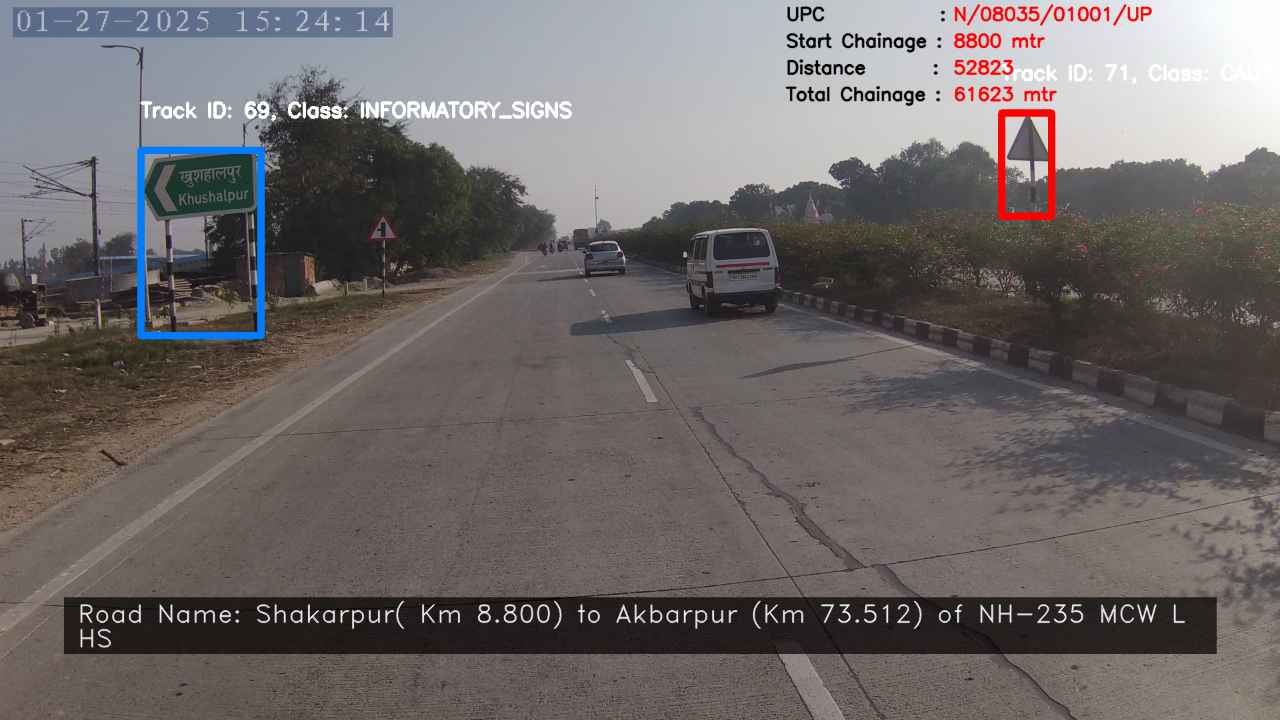 01-27-2025 15:24:14
UPC : N/08035/01001/UP
Start Chainage : 8800 mtr
Distance : 52823
Total Chainage : 61623 mtr
Track ID: 71, Class:
Track ID: 69, Class: INFORMATORY_SIGNS
खुशहालपुर
Khushalpur
Road Name: Shakarpur( Km 8.800) to Akbarpur (Km 73.512) of NH-235 MCW L
HS